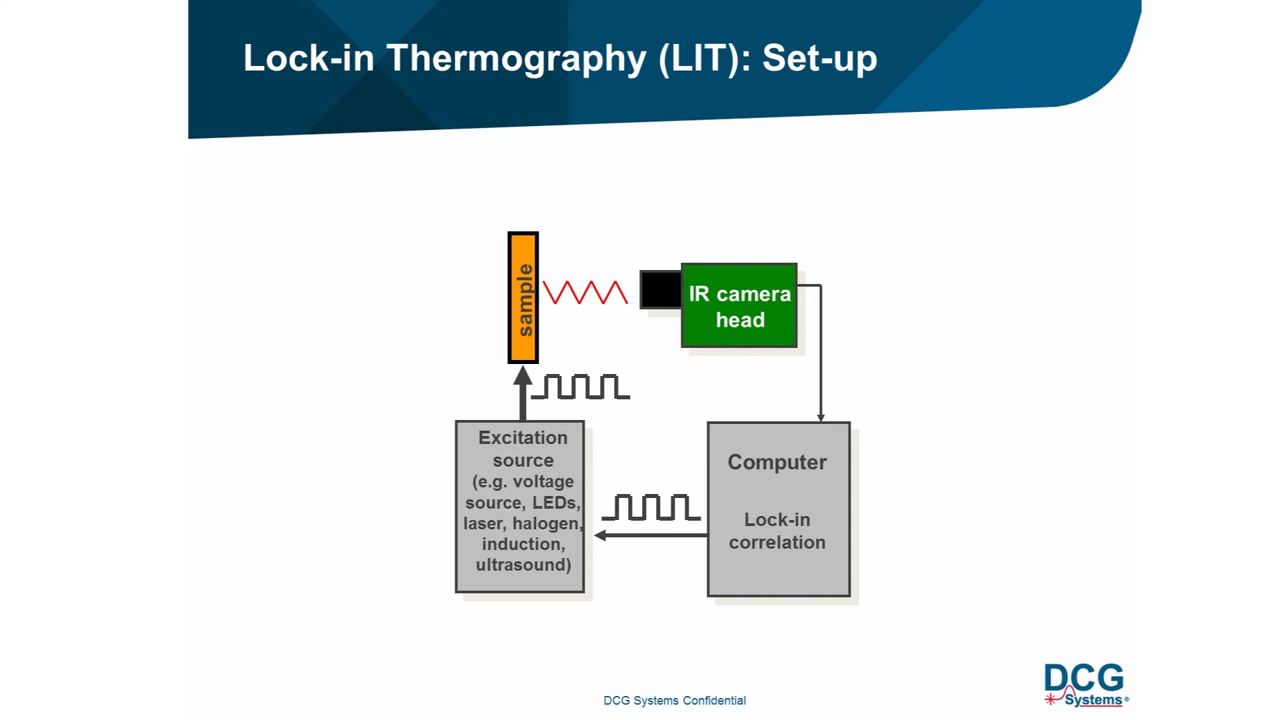 Lock-in Thermography (LIT): Set-up
sample
IR camera
head
Excitation
source
(e.g. voltage
source, LEDs,
laser, halogen,
induction,
ultrasound)
Computer
Lock-in
correlation
DCG Systems Confidential
DCG
Systems®